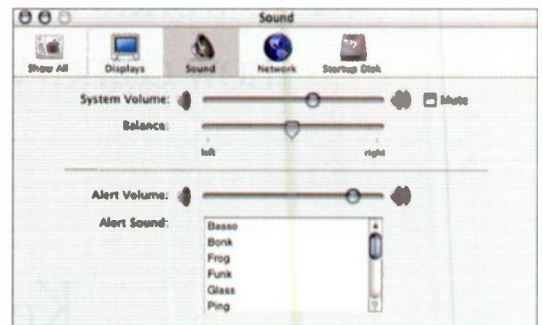 Sound
Show All Displays Sound Network Startup Disk
System Volume: Mute
Balance:
left right
Alert Volume:
Alert Sound:
Basso
Bonk
Frog
Funk
Glass
Ping